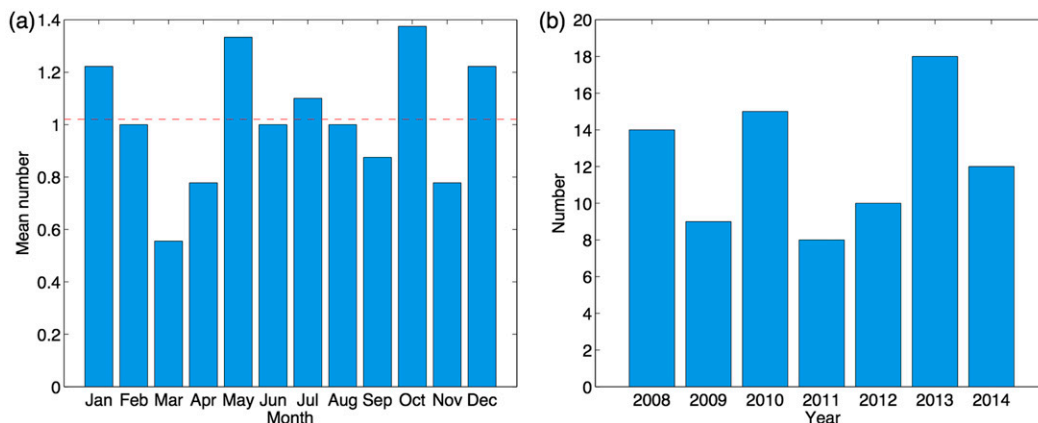 (a)
1.4
1.2
1
0.8
0.6
0.4
0.2
0
Mean number
Jan Feb Mar Apr May Jun Jul Aug Sep Oct Nov Dec
Month
(b)
20
18
16
14
12
10
8
6
4
2
0
Number
2008 2009 2010 2011 2012 2013 2014
Year